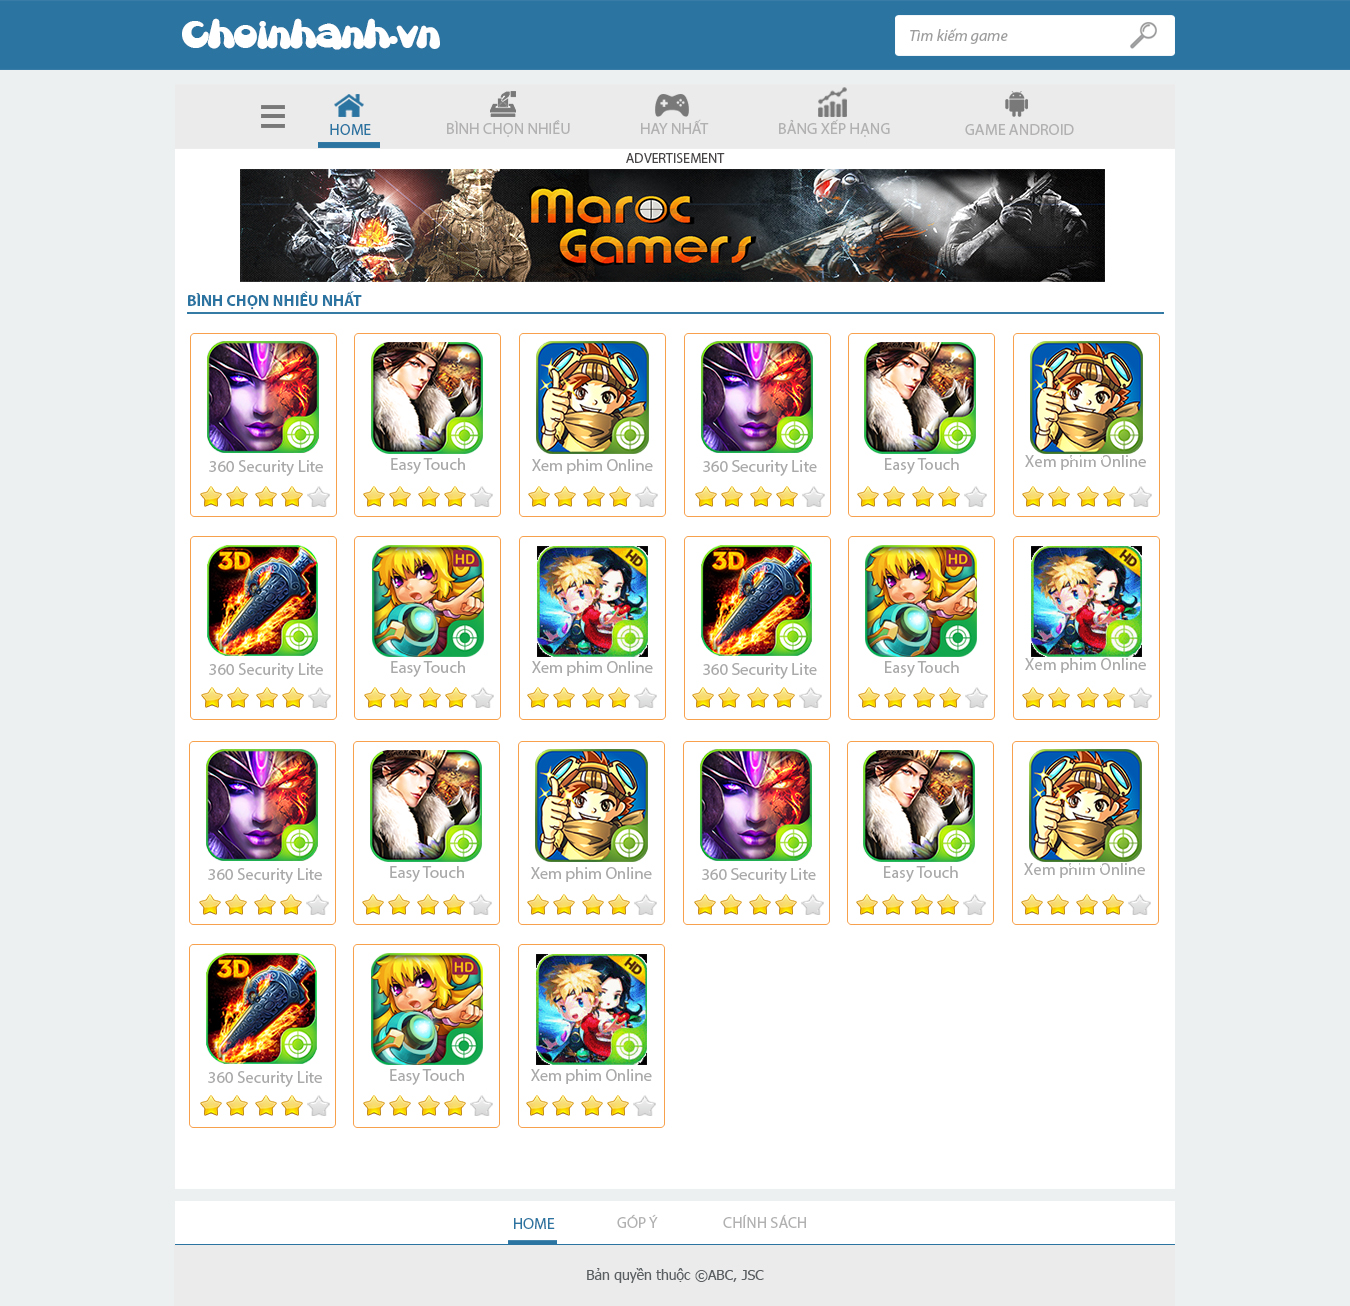 Choinhanh.vn
Tìm kiếm game
HOME
BÌNH CHỌN NHIỀU
HAY NHẤT
BẢNG XẾP HẠNG
GAME ANDROID
ADVERTISEMENT
Maroc
Gamers
BÌNH CHỌN NHIỀU NHẤT
360 Security Lite
Easy Touch
Xem phim Online
360 Security Lite
Easy Touch
Xem phim Online
3D
HD
HD
3D
HD
HD
360 Security Lite
Easy Touch
Xem phim Online
360 Security Lite
Easy Touch
Xem phim Online
360 Security Lite
Easy Touch
Xem phim Online
360 Security Lite
Easy Touch
Xem phim Online
3D
HD
HD
360 Security Lite
Easy Touch
Xem phim Online
HOME
GÓP Ý
CHÍNH SÁCH
Bản quyền thuộc ©ABC, JSC